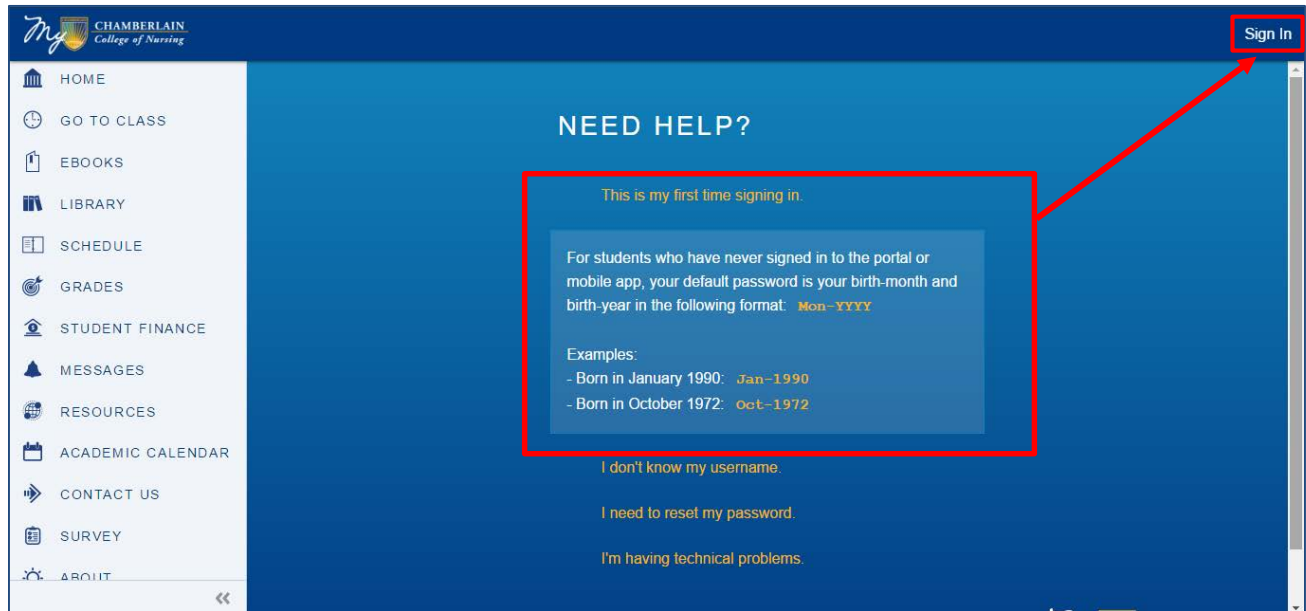 My CHAMBERLAIN
College of Nursing
Sign In
HOME
GO TO CLASS
EBOOKS
LIBRARY
SCHEDULE
GRADES
STUDENT FINANCE
MESSAGES
RESOURCES
ACADEMIC CALENDAR
CONTACT US
SURVEY
ABOUT
NEED HELP?
This is my first time signing in.
For students who have never signed in to the portal or
mobile app, your default password is your birth-month and
birth-year in the following format: Mon-YYYY
Examples:
- Born in January 1990: Jan-1990
- Born in October 1972: Oct-1972
I don't know my username.
I need to reset my password.
I'm having technical problems.